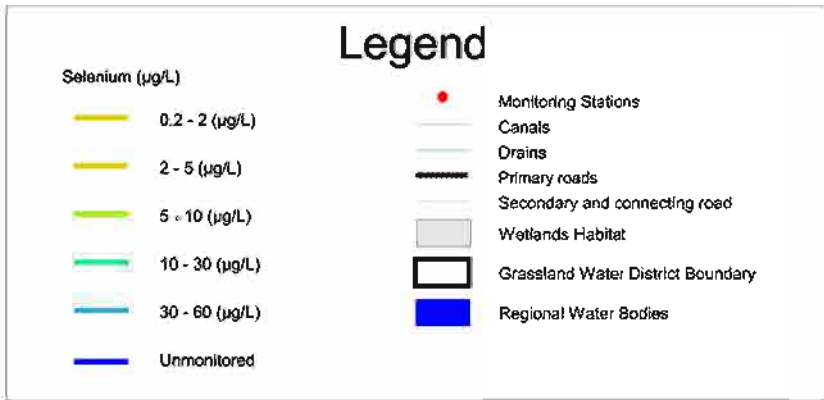 Legend
Selenium (µg/L)
0.2 - 2 (µg/L)
2 - 5 (µg/L)
5 - 10 (µg/L)
10 - 30 (µg/L)
30 - 60 (µg/L)
Unmonitored
Monitoring Stations
Canals
Drains
Primary roads
Secondary and connecting road
Wetlands Habitat
Grassland Water District Boundary
Regional Water Bodies